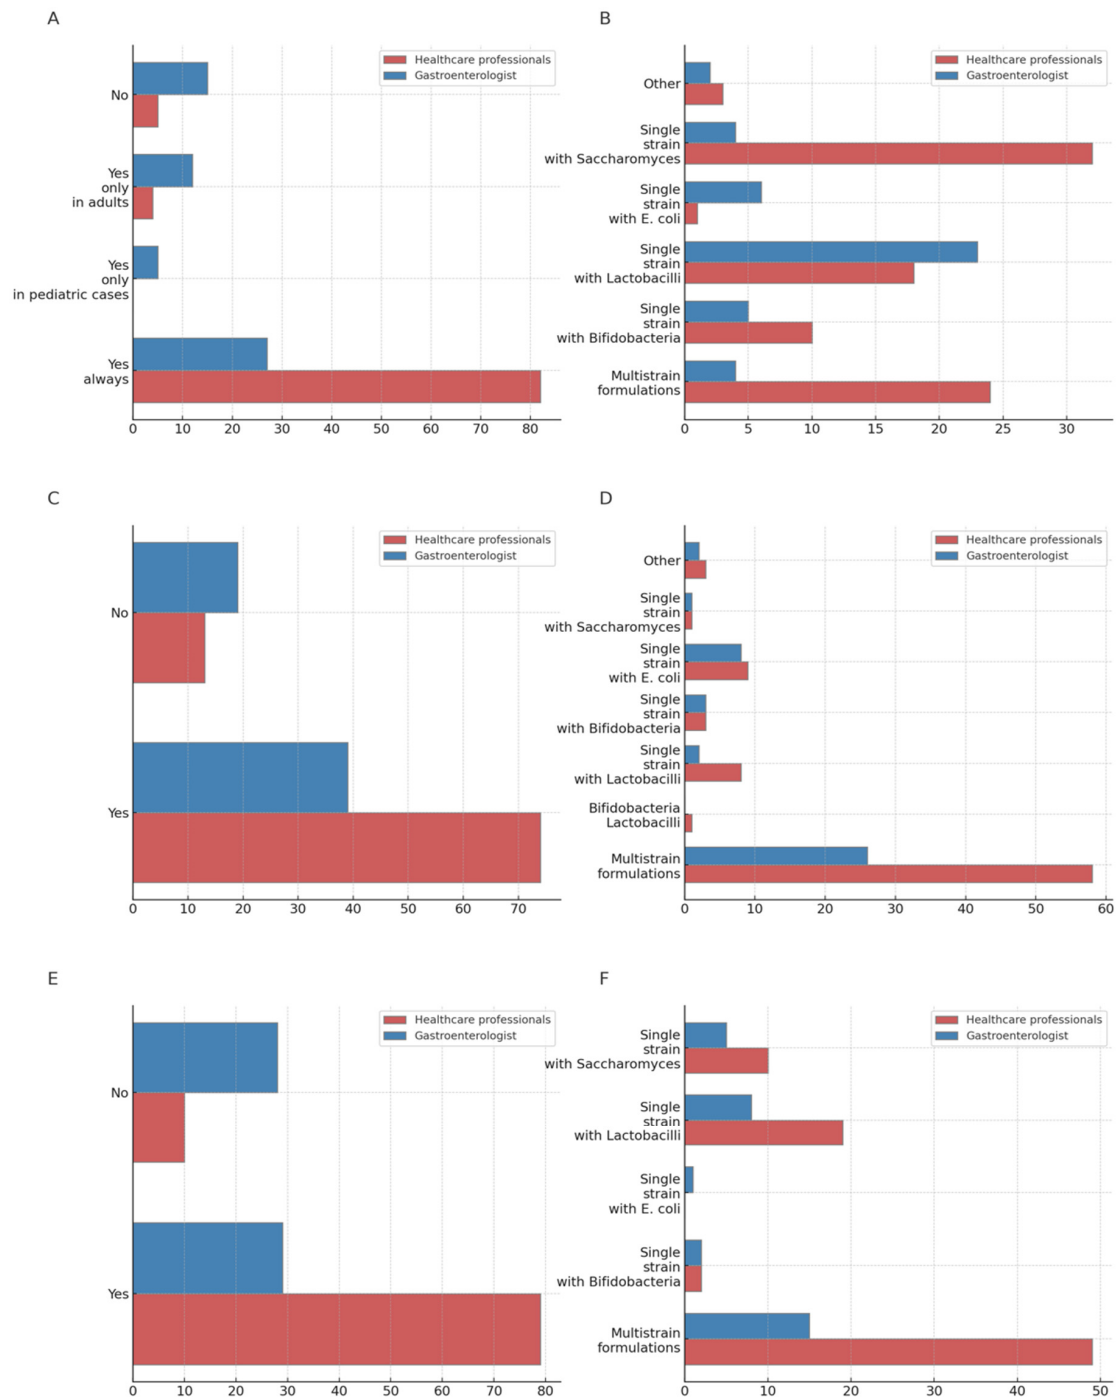 A
Healthcare professionals
Gastroenterologist
No
Yes
only
in adults
Yes
only
in pediatric cases
Yes
always
0 10 20 30 40 50 60 70 80
B
Healthcare professionals
Gastroenterologist
Other
Single
strain
with Saccharomyces
Single
strain
with E. coli
Single
strain
with Lactobacilli
Single
strain
with Bifidobacteria
Multistrain
formulations
0 5 10 15 20 25 30
C
Healthcare professionals
Gastroenterologist
No
Yes
0 10 20 30 40 50 60 70
D
Healthcare professionals
Gastroenterologist
Other
Single
strain
with Saccharomyces
Single
strain
with E. coli
Single
strain
with Bifidobacteria
Single
strain
with Lactobacilli
Bifidobacteria
Lactobacilli
Multistrain
formulations
0 10 20 30 40 50 60
E
Healthcare professionals
Gastroenterologist
No
Yes
0 10 20 30 40 50 60 70 80
F
Healthcare professionals
Gastroenterologist
Single
strain
with Saccharomyces
Single
strain
with Lactobacilli
Single
strain
with E. coli
Single
strain
with Bifidobacteria
Multistrain
formulations
0 10 20 30 40 50